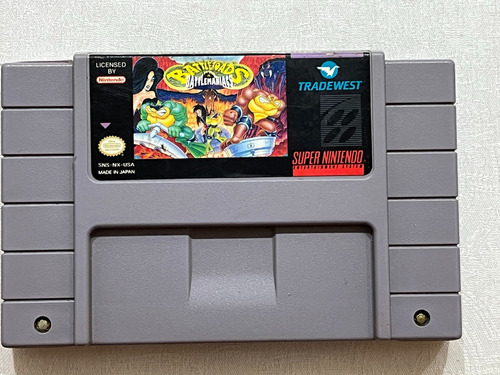 LICENSED
BY
Nintendo
BATTLETOADS
IN
BATTLEMANIACS
TRADEWEST
SNS-NX-USA
MADE IN JAPAN
SUPER NINTENDO
ENTERTAINMENT SYSTEM